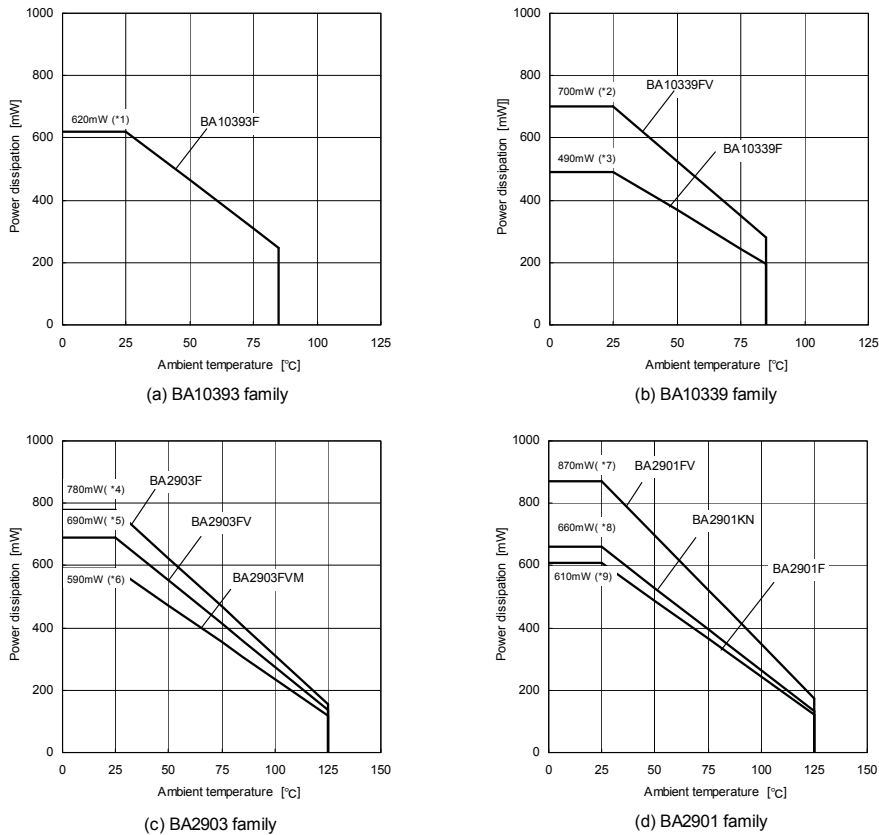 1000
800
600
400
200
0
Power dissipation [mW]
620mW (*1)
BA10393F
0 25 50 75 100 125
Ambient temperature [℃]
(a) BA10393 family
1000
800
600
400
200
0
Power dissipation [mW]]
700mW (*2)
BA10339FV
490mW (*3)
BA10339F
0 25 50 75 100 125
Ambient temperature [℃]
(b) BA10339 family
1000
800
600
400
200
0
Power dissipation [mW]
780mW( *4)
BA2903F
690mW( *5)
BA2903FV
590mW( *6)
BA2903FVM
0 25 50 75 100 125 150
Ambient temperature [℃]
(c) BA2903 family
1000
800
600
400
200
0
Power dissipation [mW]
870mW( *7)
BA2901FV
660mW( *8)
BA2901KN
610mW( *9)
BA2901F
0 25 50 75 100 125 150
Ambient temperature [℃]
(d) BA2901 family